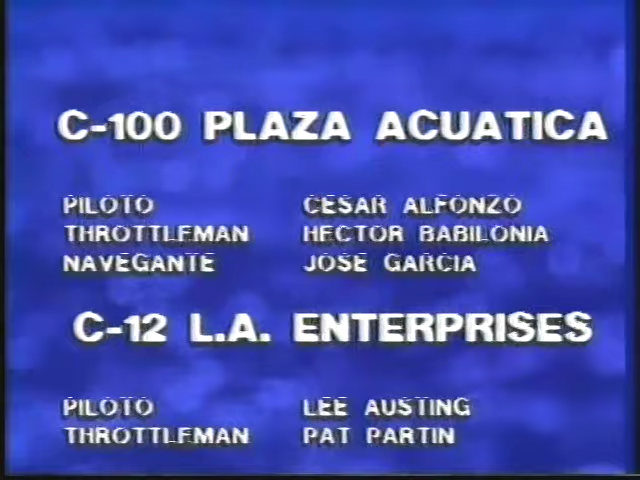 C-100 PLAZA ACUATICA
PILOTO CESAR ALFONZO
THROTTLEMAN HECTOR BABILONIA
NAVEGANTE JOSE GARCIA
C-12 L.A. ENTERPRISES
PILOTO LEE AUSTING
THROTTLEMAN PAT PARTIN